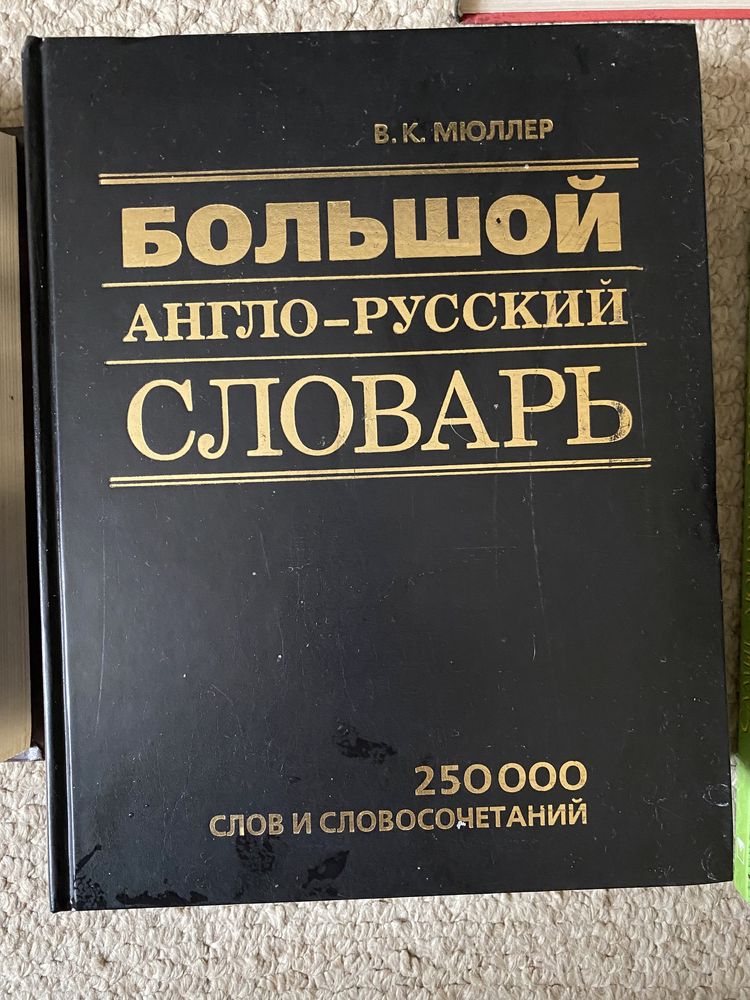 В. К. МЮЛЛЕР
БОЛЬШОЙ
АНГЛО-РУССКИЙ
СЛОВАРЬ
250 000
СЛОВ И СЛОВОСОЧЕТАНИЙ